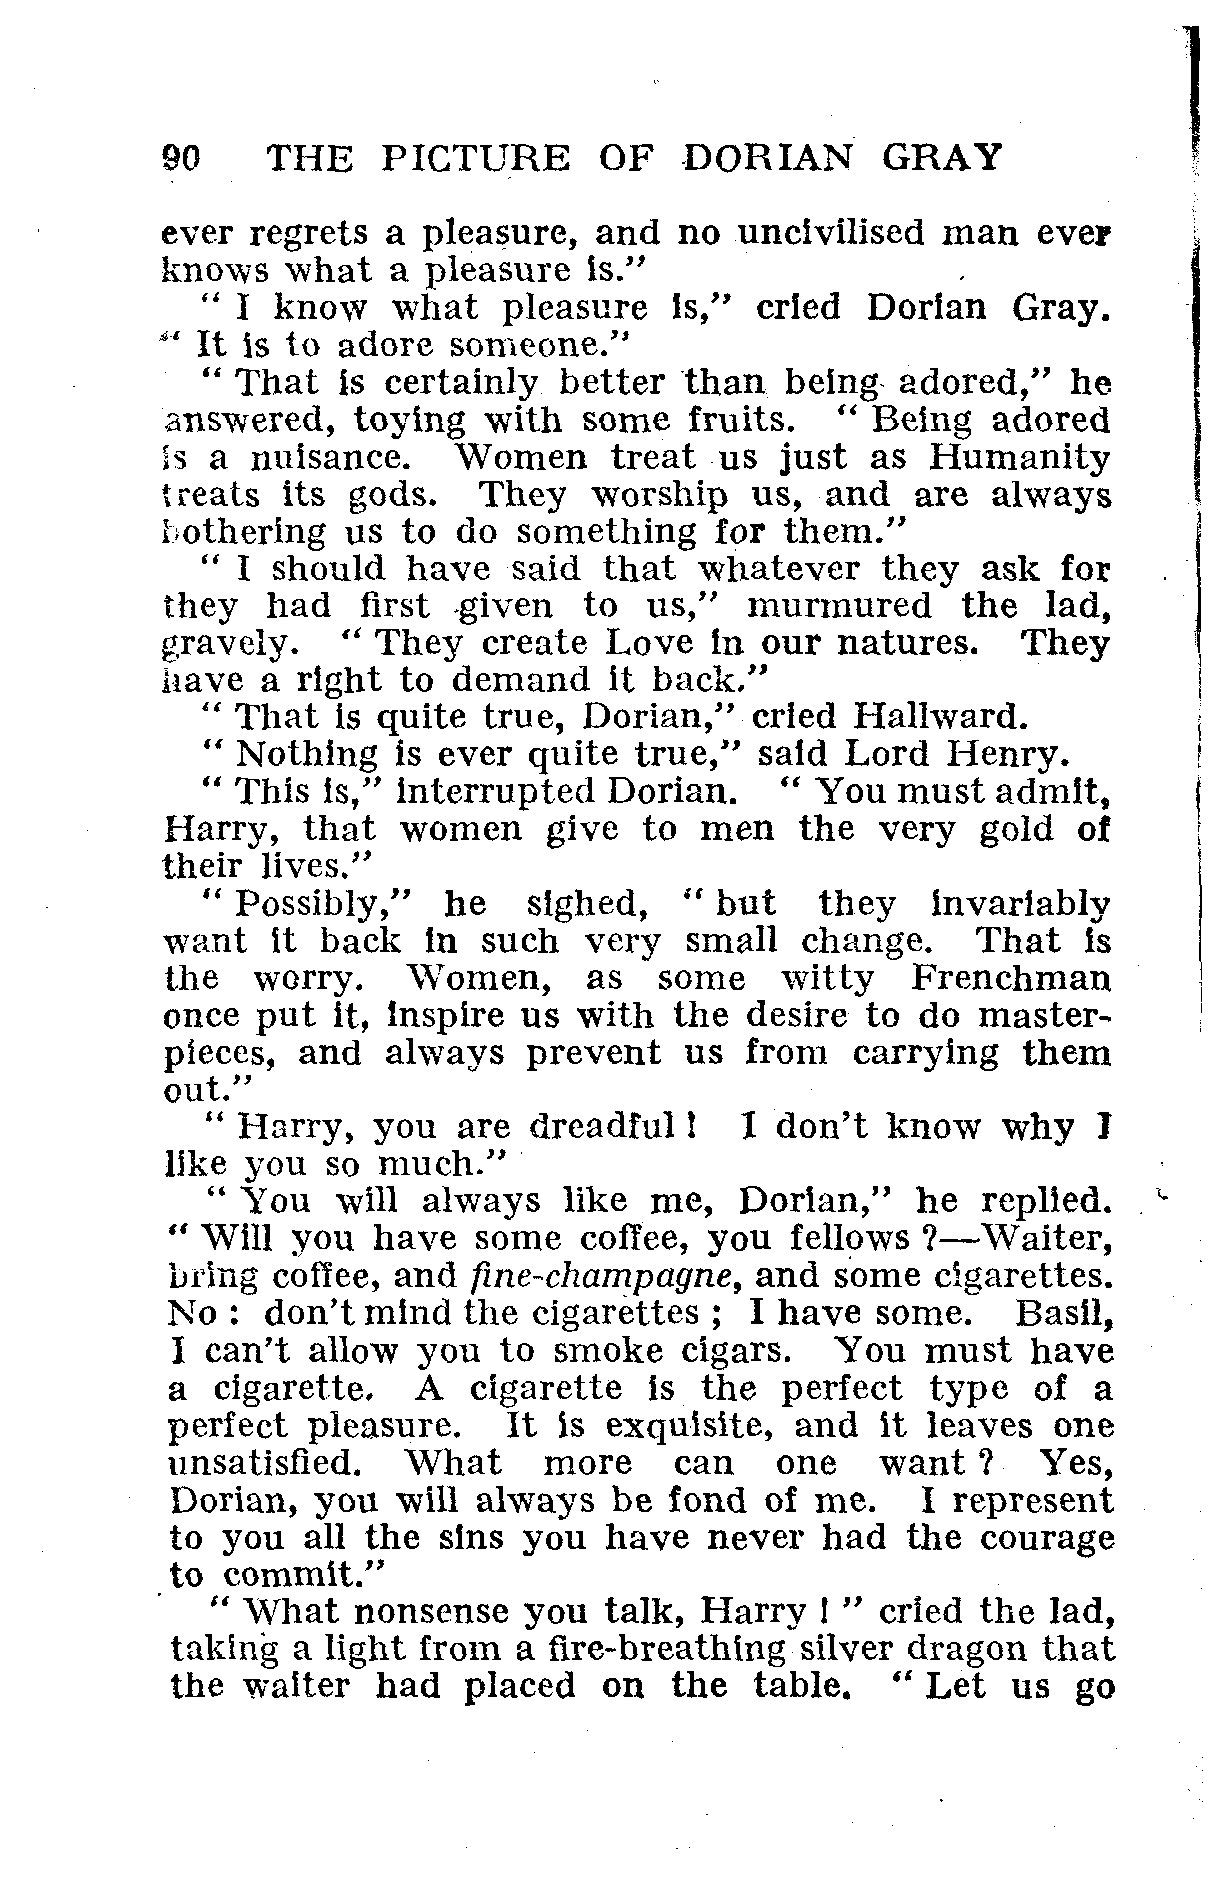 90 THE PICTURE OF DORIAN GRAY
ever regrets a pleasure, and no uncivilised man ever
knows what a pleasure is."
" I know what pleasure is," cried Dorian Gray.
" It is to adore someone."
" That is certainly better than being adored," he
answered, toying with some fruits. " Being adored
is a nuisance. Women treat us just as Humanity
treats its gods. They worship us, and are always
bothering us to do something for them."
" I should have said that whatever they ask for
they had first given to us," murmured the lad,
gravely. " They create Love in our natures. They
have a right to demand it back."
" That is quite true, Dorian," cried Hallward.
" Nothing is ever quite true," said Lord Henry.
" This is," interrupted Dorian. " You must admit,
Harry, that women give to men the very gold of
their lives."
" Possibly," he sighed, " but they invariably
want it back in such very small change. That is
the worry. Women, as some witty Frenchman
once put it, inspire us with the desire to do master-
pieces, and always prevent us from carrying them
out."
" Harry, you are dreadful ! I don't know why I
like you so much."
" You will always like me, Dorian," he replied.
" Will you have some coffee, you fellows ?—Waiter,
bring coffee, and fine-champagne, and some cigarettes.
No : don't mind the cigarettes ; I have some. Basil,
I can't allow you to smoke cigars. You must have
a cigarette. A cigarette is the perfect type of a
perfect pleasure. It is exquisite, and it leaves one
unsatisfied. What more can one want ? Yes,
Dorian, you will always be fond of me. I represent
to you all the sins you have never had the courage
to commit."
" What nonsense you talk, Harry ! " cried the lad,
taking a light from a fire-breathing silver dragon that
the waiter had placed on the table. " Let us go